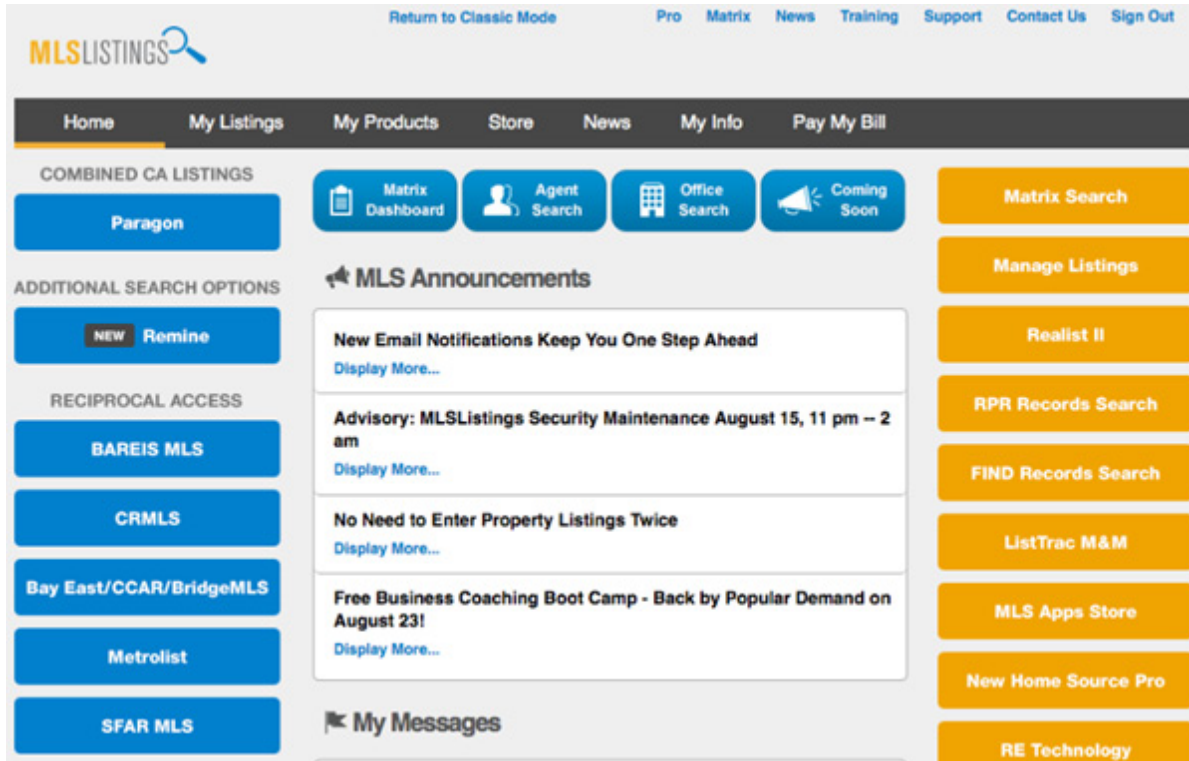 Return to Classic Mode
Pro Matrix News Training Support Contact Us Sign Out
MLSLISTINGS
Home My Listings My Products Store News My Info Pay My Bill
COMBINED CA LISTINGS
Paragon
ADDITIONAL SEARCH OPTIONS
NEW Remine
RECIPROCAL ACCESS
BAREIS MLS
CRMLS
Bay East/CCAR/BridgeMLS
Metrolist
SFAR MLS
Matrix
Dashboard
Agent
Search
Office
Search
Coming
Soon
MLS Announcements
New Email Notifications Keep You One Step Ahead
Display More...
Advisory: MLSListings Security Maintenance August 15, 11 pm -- 2
am
Display More...
No Need to Enter Property Listings Twice
Display More...
Free Business Coaching Boot Camp - Back by Popular Demand on
August 23!
Display More...
My Messages
Matrix Search
Manage Listings
Realist II
RPR Records Search
FIND Records Search
ListTrac M&M
MLS Apps Store
New Home Source Pro
RE Technology